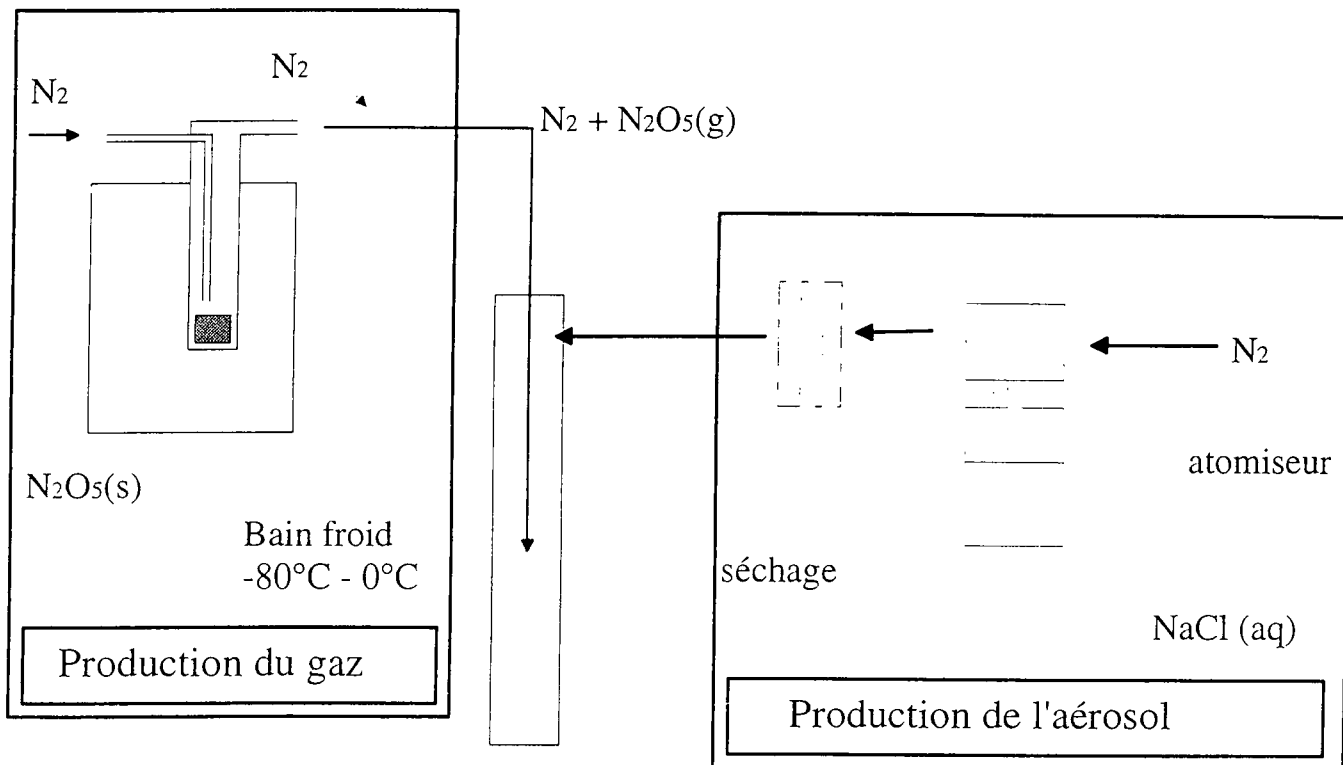 N2
N2
N2 + N2O5(g)
N2O5(s)
Bain froid
-80°C - 0°C
Production du gaz
N2
atomiseur
séchage
NaCl (aq)
Production de l'aérosol